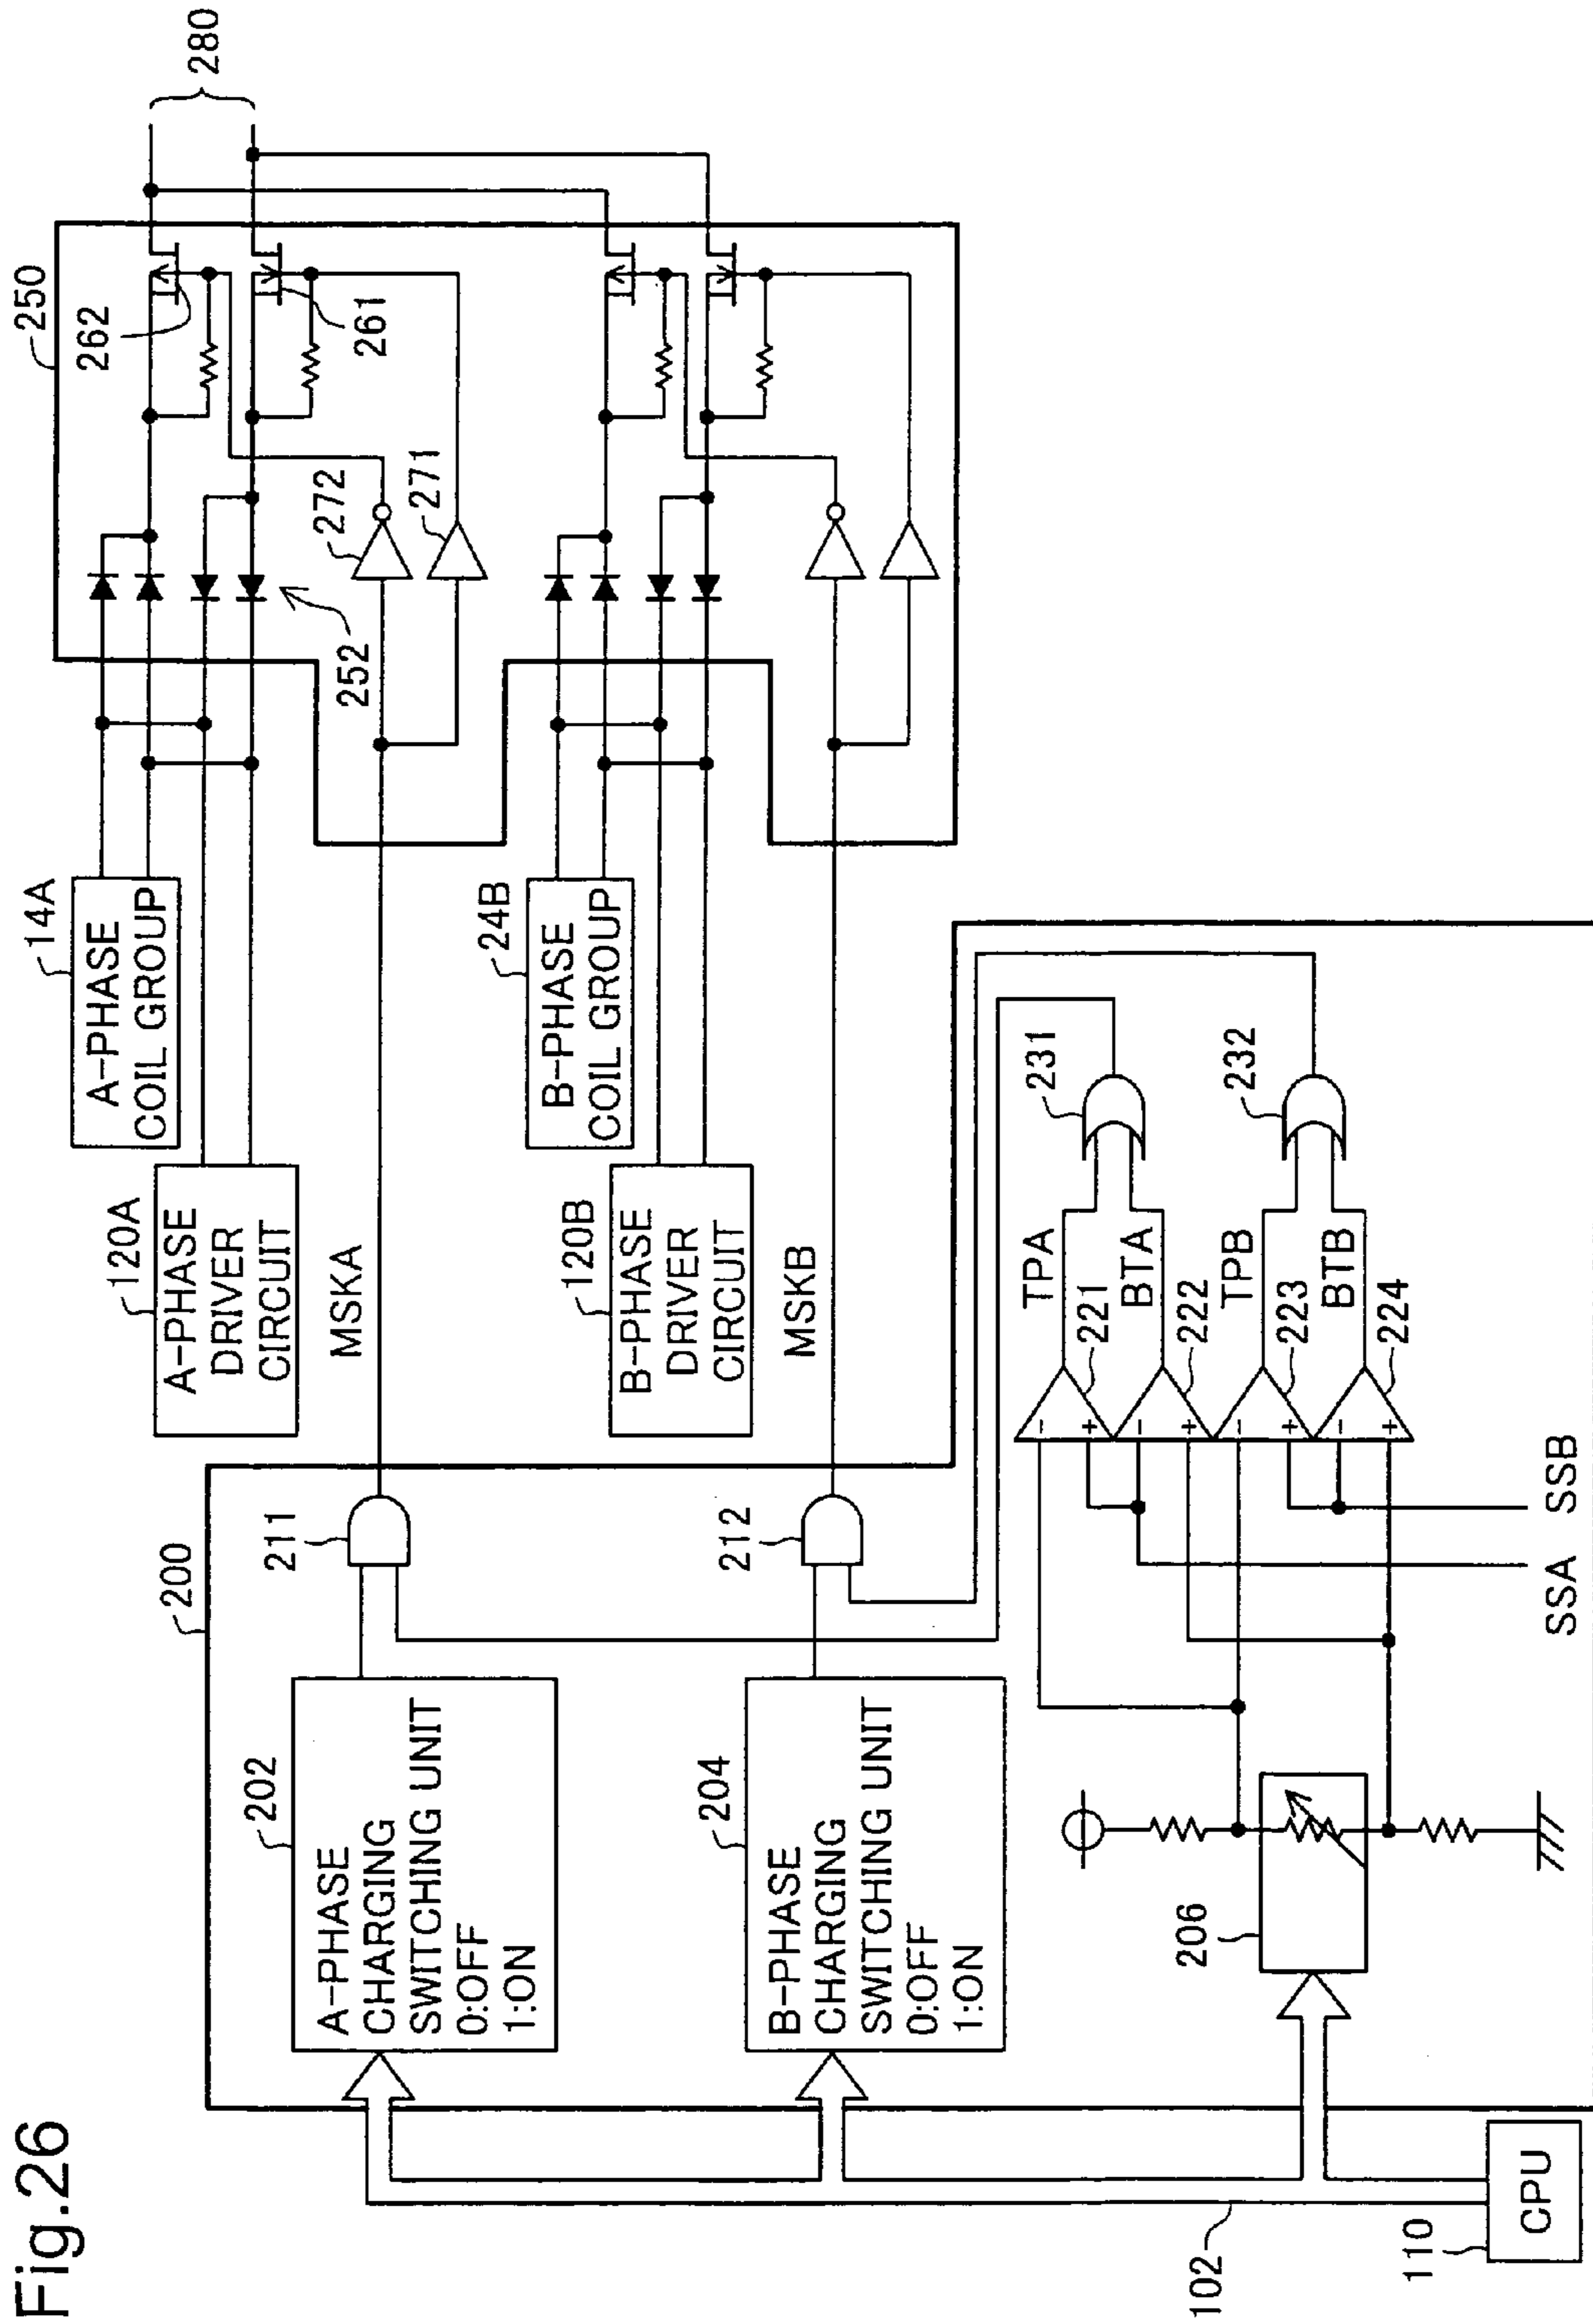 Fig.26
280
250
262
261
272
271
252
14A
A-PHASE
COIL GROUP
120A
A-PHASE
DRIVER
CIRCUIT
MSKA
24B
B-PHASE
COIL GROUP
120B
B-PHASE
DRIVER
CIRCUIT
MSKB
200
211
212
202
A-PHASE
CHARGING
SWITCHING UNIT
0:OFF
1:ON
204
B-PHASE
CHARGING
SWITCHING UNIT
0:OFF
1:ON
231
232
TPA
221
BTA
222
TPB
223
BTB
224
-
+
-
+
-
+
-
+
SSA
SSB
206
102
110
CPU